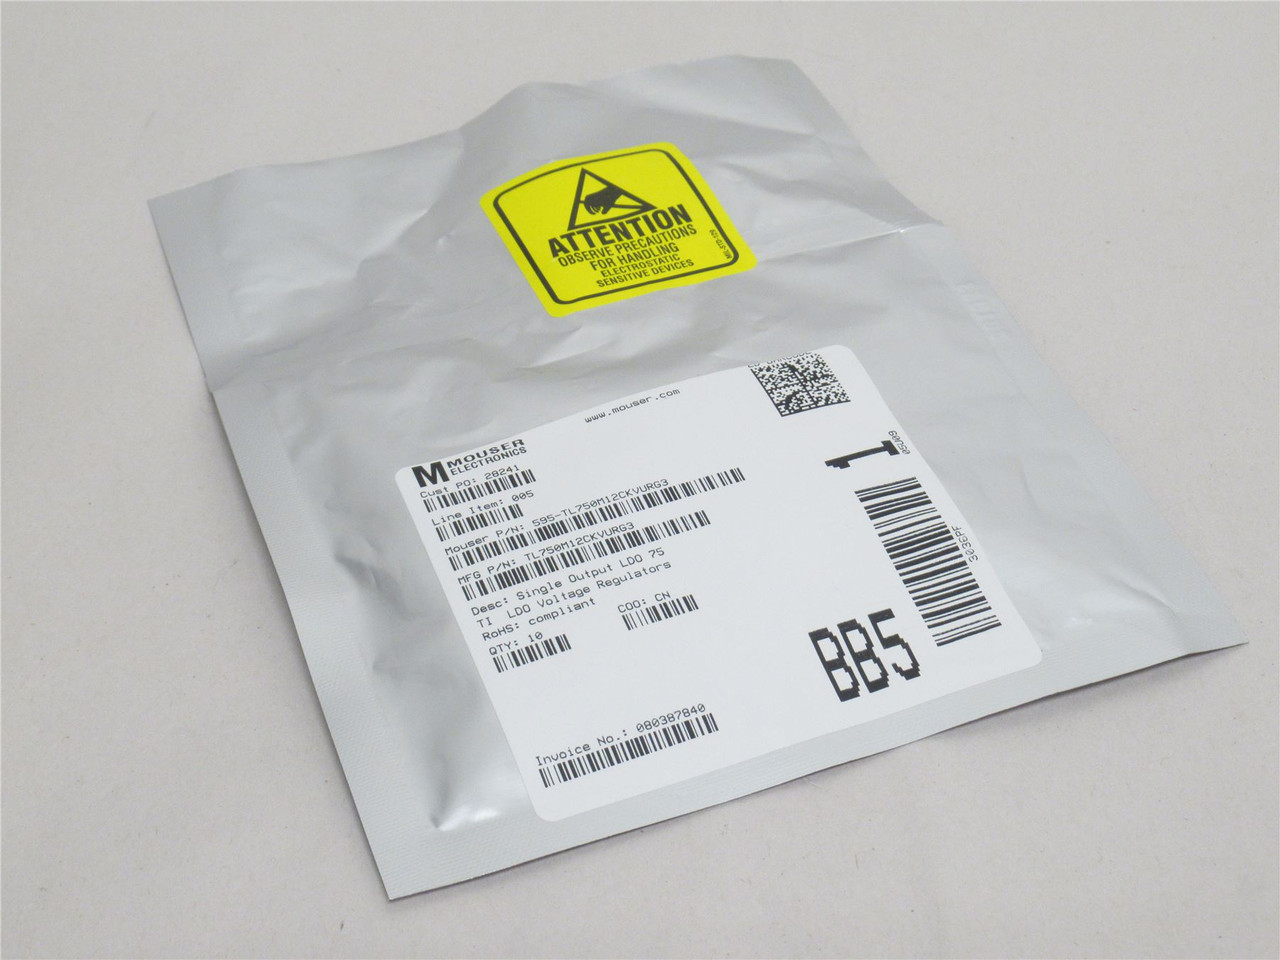 ATTENTION
OBSERVE PRECAUTIONS
FOR HANDLING
ELECTROSTATIC
SENSITIVE DEVICES
www.mouser.com
M MOUSER
ELECTRONICS
Cust PO: 28241
Line Item: 005
Mouser P/N: 595-TL750M12CKVURG3
MFG P/N: TL750M12CKVURG3
Desc: Single Output LDO 75
TI LDO Voltage Regulators
RoHS: compliant
COO: CN
QTY: 10
Invoice No.: 080387840
1
BB5